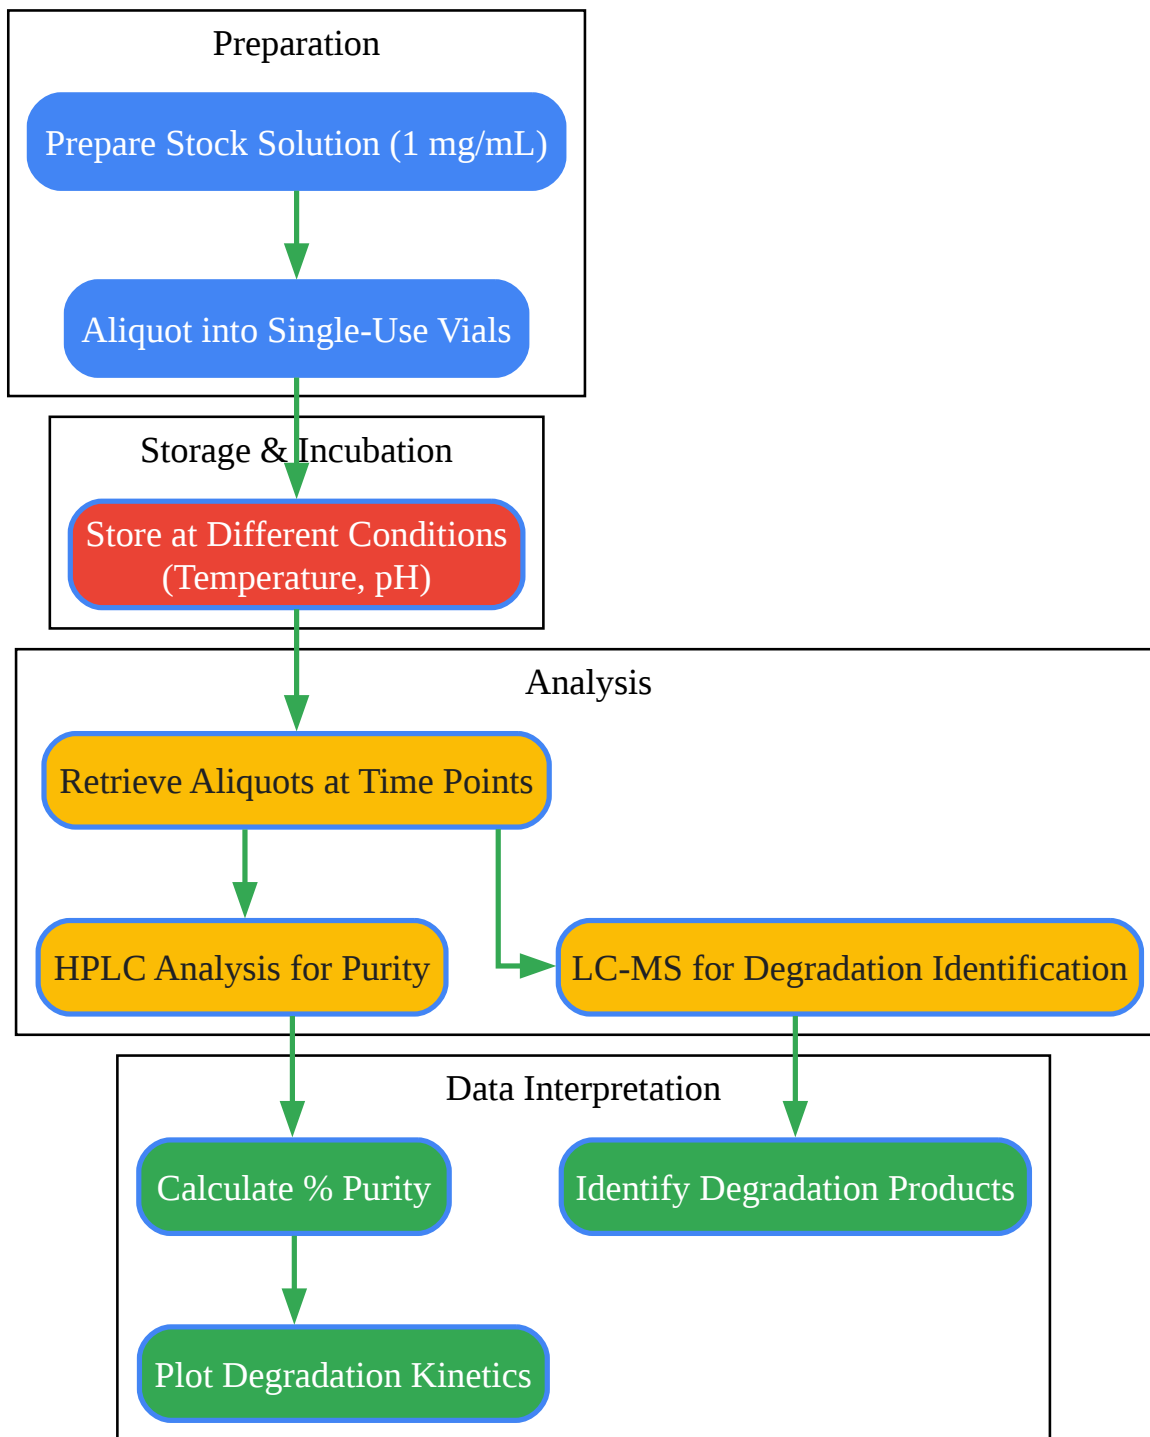 Preparation
Prepare Stock Solution (1 mg/mL)
Aliquot into Single-Use Vials
Storage & Incubation
Store at Different Conditions
(Temperature, pH)
Analysis
Retrieve Aliquots at Time Points
HPLC Analysis for Purity
LC-MS for Degradation Identification
Data Interpretation
Calculate % Purity
Identify Degradation Products
Plot Degradation Kinetics